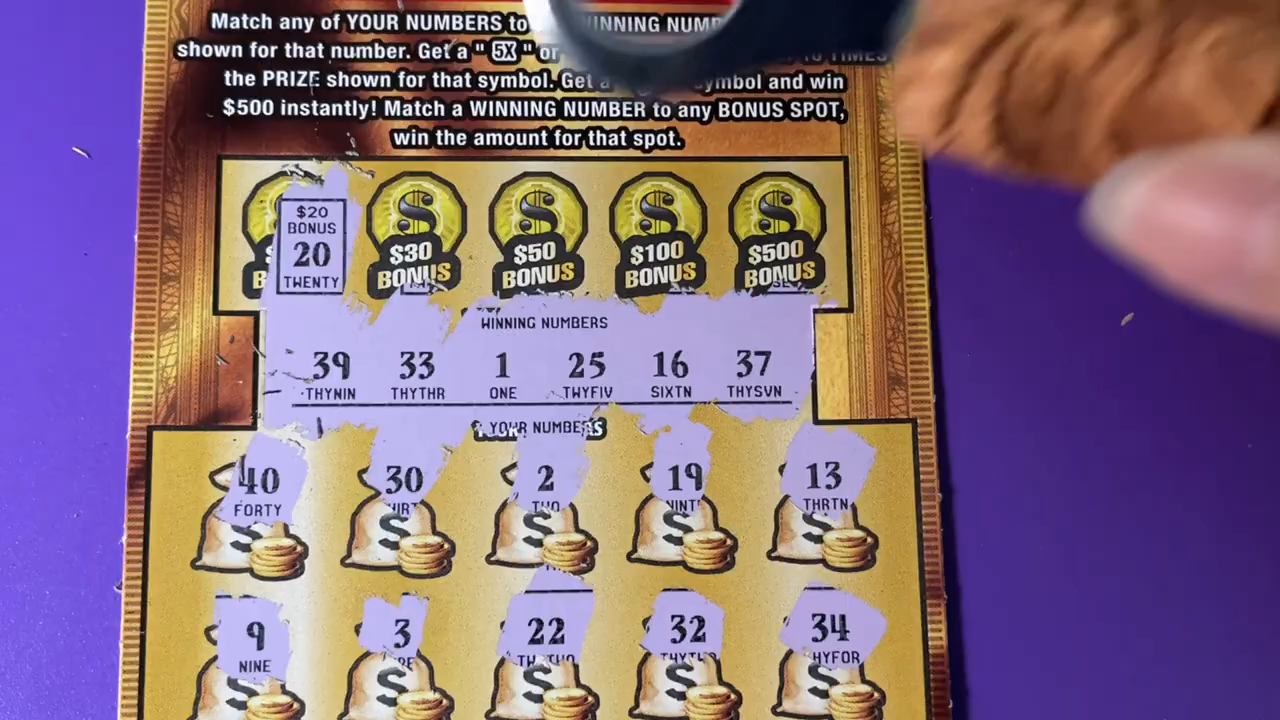 Match any of YOUR NUMBERS to WINNING
shown for that number. Get a "5X" or TIMES
the PRIZE shown for that symbol. Get a symbol and win
$500 instantly! Match a WINNING NUMBER to any BONUS SPOT,
win the amount for that spot.
$20
BONUS
20
TWENTY
$30
BONUS
$50
BONUS
$100
BONUS
$500
BONUS
WINNING NUMBERS
39 33 1 25 16 37
THYNIN THYTHR ONE TWYFIV SIXTN THYSVN
YOUR NUMBERS
40 30 2 19 13
FORTY TWO THRTN
9 3 22 32 34
NINE